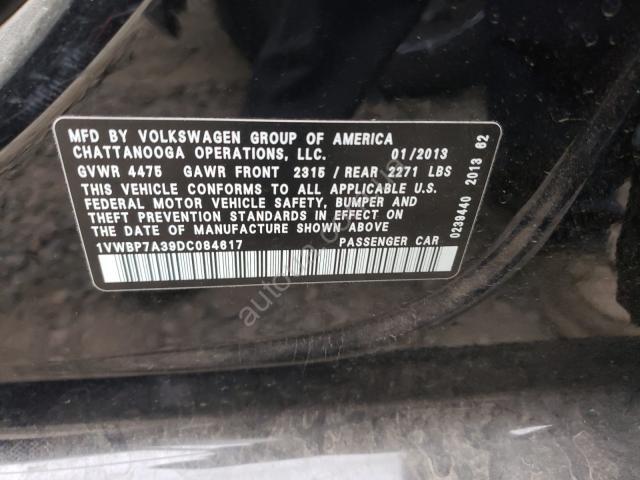 MFD BY VOLKSWAGEN GROUP OF AMERICA
CHATTANOOGA OPERATIONS, LLC. 01/2013
GVWR 4475 GAWR FRONT 2315 / REAR 2271 LBS
THIS VEHICLE CONFORMS TO ALL APPLICABLE U.S.
FEDERAL MOTOR VEHICLE SAFETY, BUMPER AND
THEFT PREVENTION STANDARDS IN EFFECT ON
THE DATE OF MANUFACTURE SHOWN ABOVE
1VWBP7A39DC084617 PASSENGER CAR
0239440 2013 62